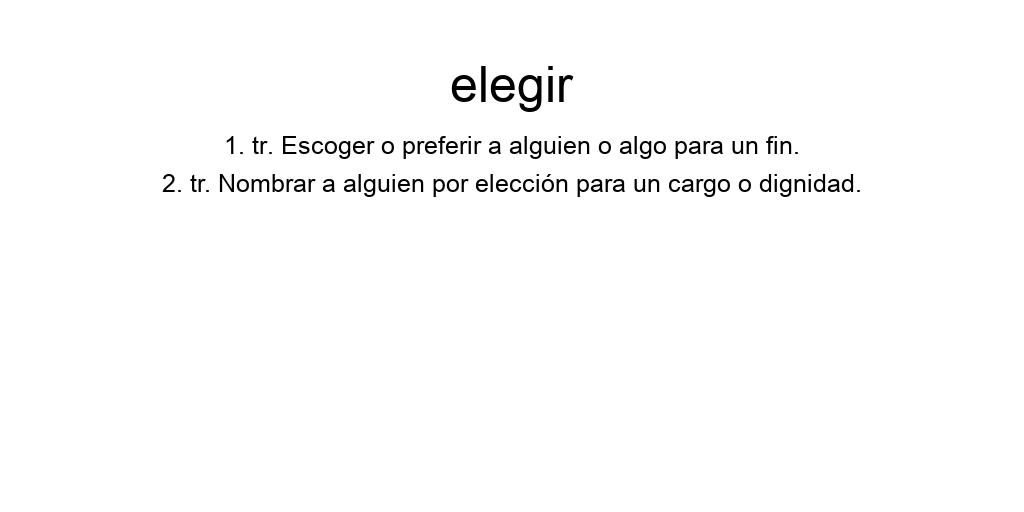 elegir
1. tr. Escoger o preferir a alguien o algo para un fin.
2. tr. Nombrar a alguien por elección para un cargo o dignidad.